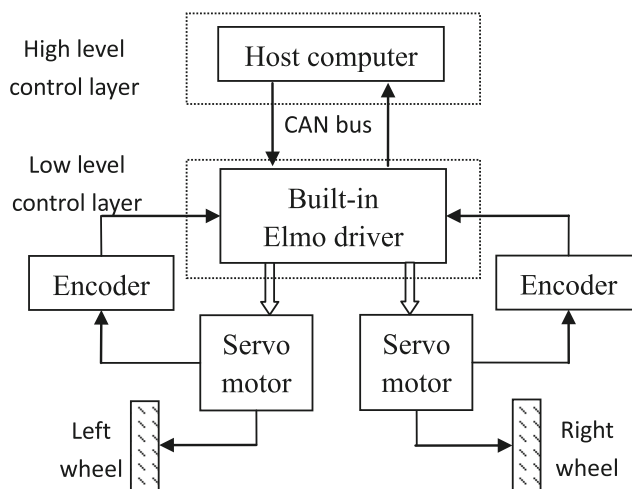 High level
control layer
Host computer
CAN bus
Low level
control layer
Built-in
Elmo driver
Encoder
Encoder
Servo
motor
Servo
motor
Left
wheel
Right
wheel